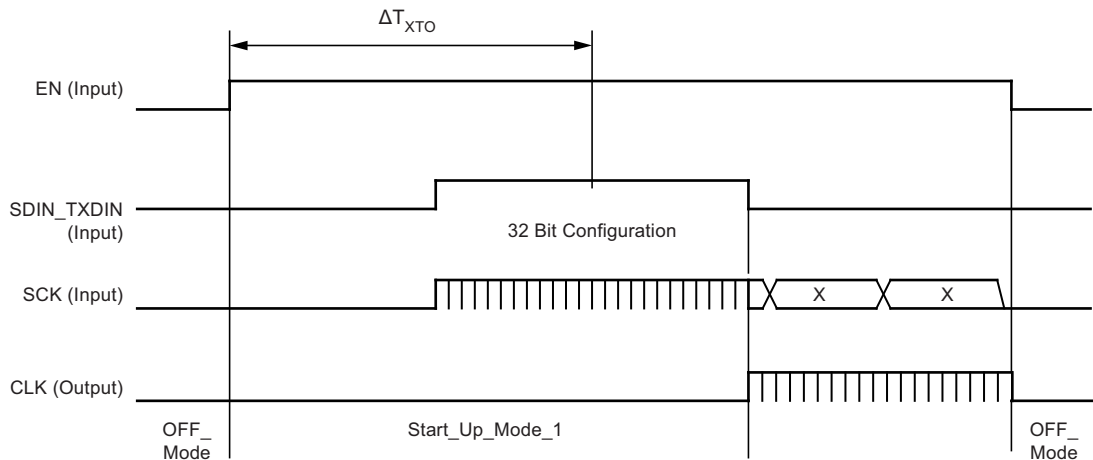 ΔT_XTO
EN (Input)
SDIN_TXDIN
(Input)
32 Bit Configuration
SCK (Input)
X
X
CLK (Output)
OFF_
Mode
Start_Up_Mode_1
OFF_
Mode